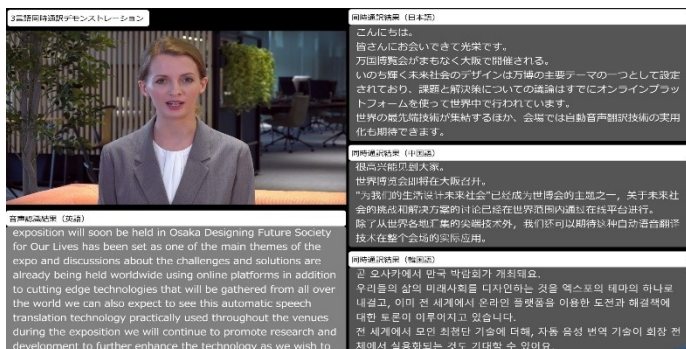 3言語同時通訳デモンストレーション
音声認識結果（英語）
exposition will soon be held in Osaka Designing Future Society
for Our Lives has been set as one of the main themes of the
expo and discussions about the challenges and solutions are
already being held worldwide using online platforms in addition
to cutting edge technologies that will be gathered from all over
the world we can also expect to see this automatic speech
translation technology practically used throughout the venues
during the exposition we will continue to promote research and
development to further enhance the technology as we wish to
同時通訳結果（日本語）
こんにちは。
皆さんにお会いできて光栄です。
万国博覧会がまもなく大阪で開催される。
いのち輝く未来社会のデザインは万博の主要テーマの一つとして設定
されており、課題と解決策についての議論はすでにオンラインプラッ
トフォームを使って世界中で行われています。
世界の最先端技術が集結するほか、会場では自動音声翻訳技術の実用
化も期待できます。
同時通訳結果（中国語）
很高兴能见到大家。
世界博览会即将在大阪召开。
“为我们的生活设计未来社会”已经成为世博会的主题之一，关于未来社
会的挑战和解决方案的讨论已经在世界范围内通过在线平台进行。
除了从世界各地汇集的尖端技术外，我们还可以期待这种自动语音翻译
技术在整个会场的实际应用。
同時通訳結果（韓国語）
곧 오사카에서 만국 박람회가 개최돼요.
우리들의 삶의 미래사회를 디자인하는 것을 엑스포의 테마의 하나로
내걸고, 이미 전 세계에서 온라인 플랫폼을 이용한 도전과 해결책에
대한 토론이 이루어지고 있습니다.
전 세계에서 모인 최첨단 기술에 더해, 자동 음성 번역 기술이 회장 전
체에서 실용화되는 것도 기대할 수 있어요.